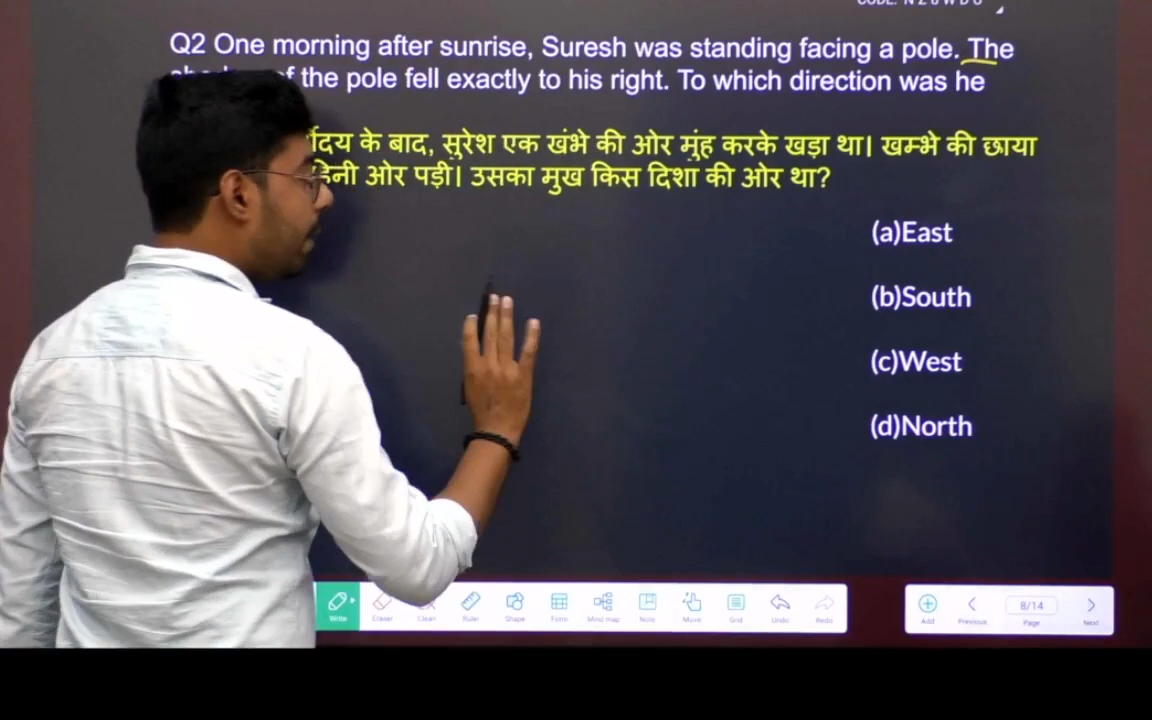 Q2 One morning after sunrise, Suresh was standing facing a pole. The
of the pole fell exactly to his right. To which direction was he
के बाद, सुरेश एक खंभे की ओर मुंह करके खड़ा था। खम्भे की छाया
ओर पड़ी। उसका मुख किस दिशा की ओर था?
(a)East
(b)South
(c)West
(d)North
Write Eraser Clean Ruler Shape Form Mind map Note Move Grid Undo Redo
8/14
Add Previous Page Next